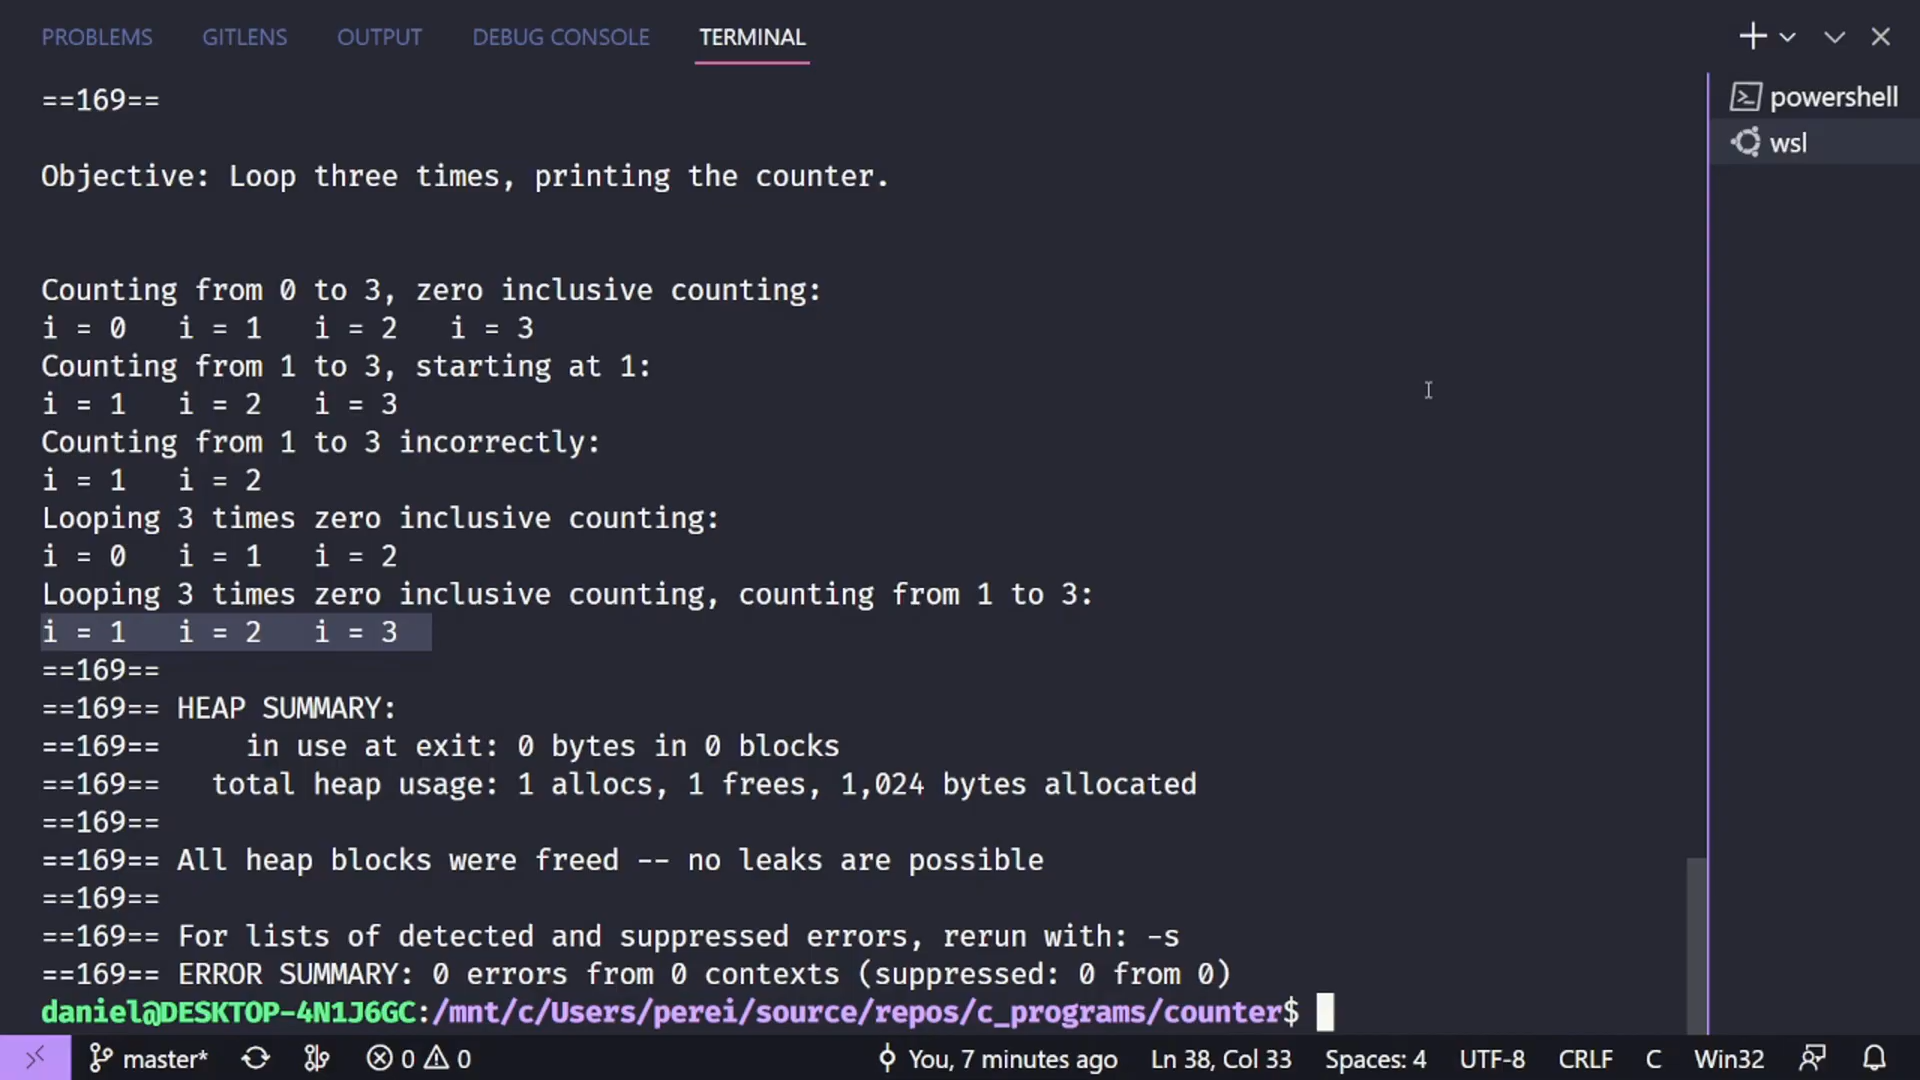 PROBLEMS GITLENS OUTPUT DEBUG CONSOLE TERMINAL
powershell
wsl
==169==
Objective: Loop three times, printing the counter.
Counting from 0 to 3, zero inclusive counting:
i = 0   i = 1   i = 2   i = 3
Counting from 1 to 3, starting at 1:
i = 1   i = 2   i = 3
Counting from 1 to 3 incorrectly:
i = 1   i = 2
Looping 3 times zero inclusive counting:
i = 0   i = 1   i = 2
Looping 3 times zero inclusive counting, counting from 1 to 3:
i = 1   i = 2   i = 3
==169==
==169== HEAP SUMMARY:
==169==     in use at exit: 0 bytes in 0 blocks
==169==   total heap usage: 1 allocs, 1 frees, 1,024 bytes allocated
==169==
==169== All heap blocks were freed -- no leaks are possible
==169==
==169== For lists of detected and suppressed errors, rerun with: -s
==169== ERROR SUMMARY: 0 errors from 0 contexts (suppressed: 0 from 0)
daniel@DESKTOP-4N1J6GC:/mnt/c/Users/perei/source/repos/c_programs/counter$
master* 0 0 You, 7 minutes ago Ln 38, Col 33 Spaces: 4 UTF-8 CRLF C Win32